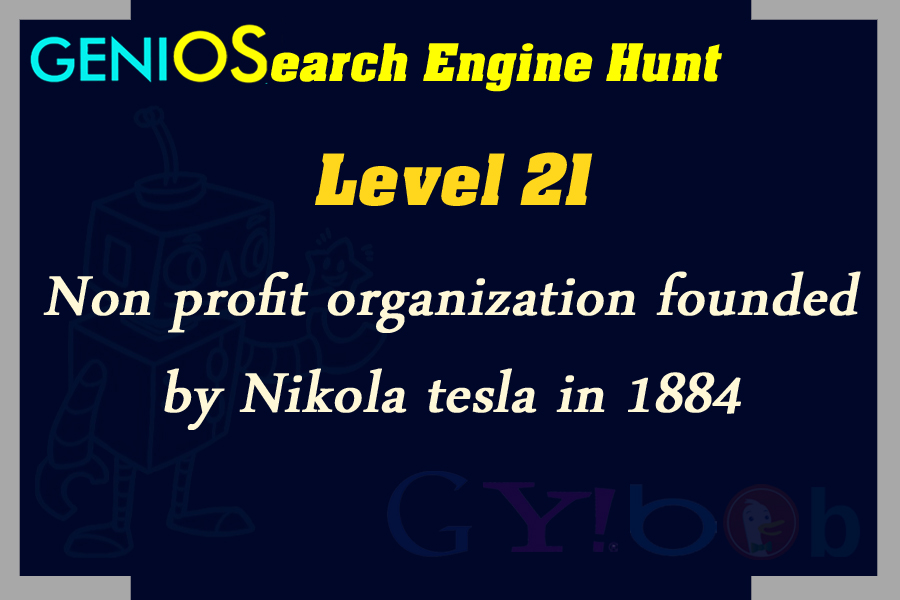 GENIOSearch Engine Hunt
Level 21
Non profit organization founded
by Nikola tesla in 1884
G Y! b b